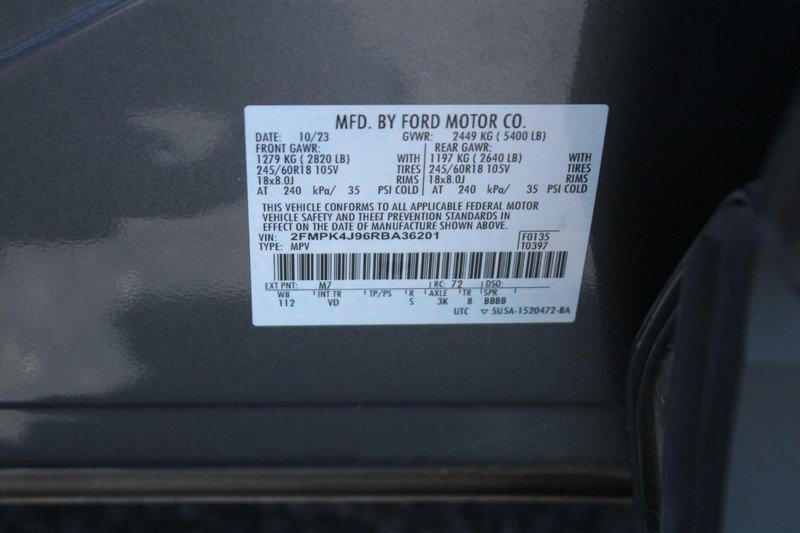 MFD. BY FORD MOTOR CO.
DATE: 10/23 GVWR: 2449 KG ( 5400 LB)
FRONT GAWR: REAR GAWR:
1279 KG ( 2820 LB) WITH 1197 KG ( 2640 LB) WITH
245/60R18 105V TIRES 245/60R18 105V TIRES
18x8.0J RIMS 18x8.0J RIMS
AT 240 kPa/ 35 PSI COLD AT 240 kPa/ 35 PSI COLD
THIS VEHICLE CONFORMS TO ALL APPLICABLE FEDERAL MOTOR
VEHICLE SAFETY AND THEFT PREVENTION STANDARDS IN
EFFECT ON THE DATE OF MANUFACTURE SHOWN ABOVE.
VIN: 2FMPK4J96RBA36201 F0135
TYPE: MPV T0397
EXT PNT: M7 RC: 72 DSO:
WB INT TR TP/PS R AXLE TR SPR
112 VD S 3K 8 BBBB
UTC ▽ 5U5A-1520472-BA